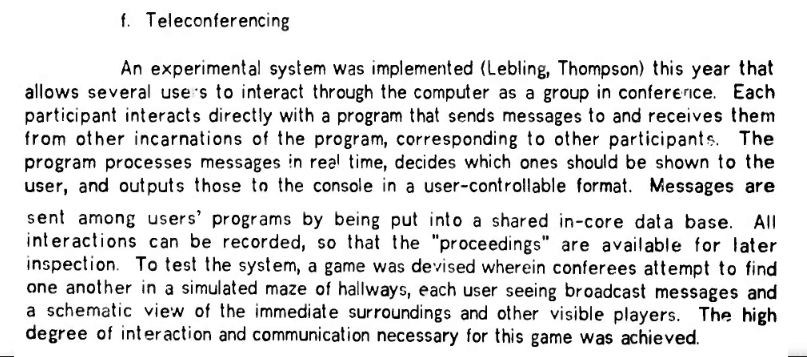 f. Teleconferencing
An experimental system was implemented (Lebling, Thompson) this year that
allows several users to interact through the computer as a group in conference. Each
participant interacts directly with a program that sends messages to and receives them
from other incarnations of the program, corresponding to other participants. The
program processes messages in real time, decides which ones should be shown to the
user, and outputs those to the console in a user-controllable format. Messages are
sent among users' programs by being put into a shared in-core data base. All
interactions can be recorded, so that the "proceedings" are available for later
inspection. To test the system, a game was devised wherein conferees attempt to find
one another in a simulated maze of hallways, each user seeing broadcast messages and
a schematic view of the immediate surroundings and other visible players. The high
degree of interaction and communication necessary for this game was achieved.